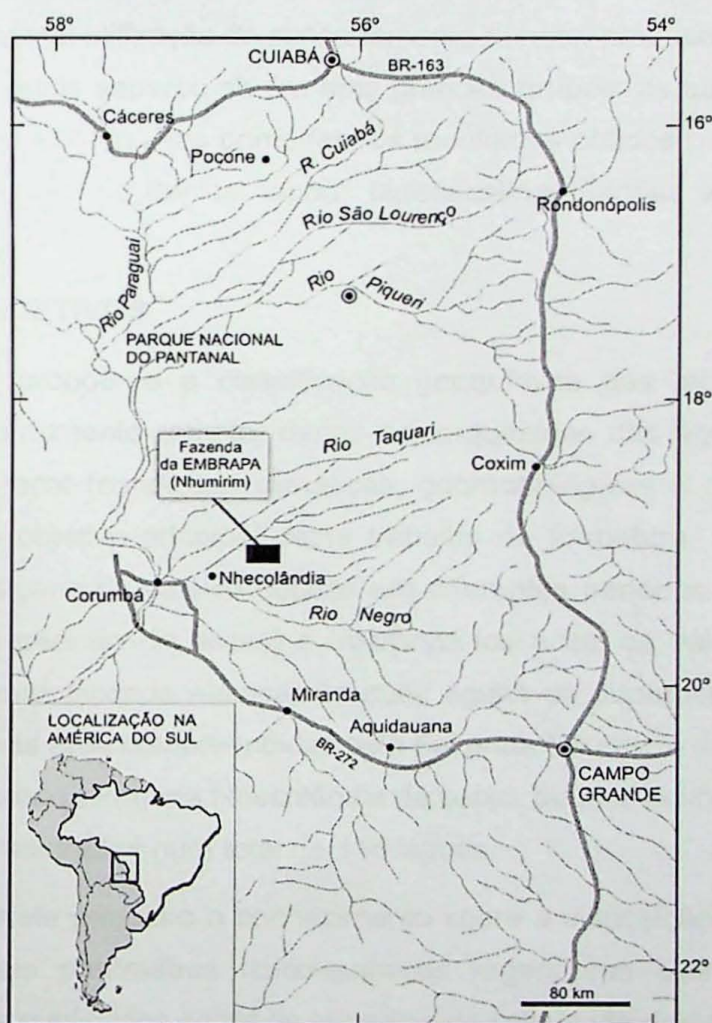 58°
56°
54°
CUIABÁ
BR-163
Cáceres
16°
Poconé
R. Cuiabá
Rondonópolis
Rio São Lourenço
Rio Paraguai
Rio Piqueri
PARQUE NACIONAL
DO PANTANAL
18°
Rio Taquari
Fazenda
da EMBRAPA
(Nhumirim)
Coxim
Nhecolândia
Corumbá
Rio Negro
20°
Miranda
LOCALIZAÇÃO NA
AMÉRICA DO SUL
Aquidauana
BR-272
CAMPO
GRANDE
22°
80 km